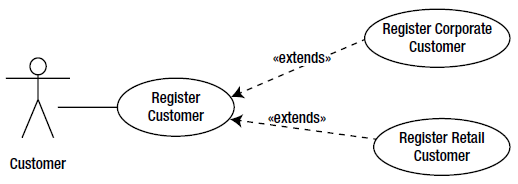 Register Corporate
Customer
«extends»
Register
Customer
«extends»
Register Retail
Customer
Customer